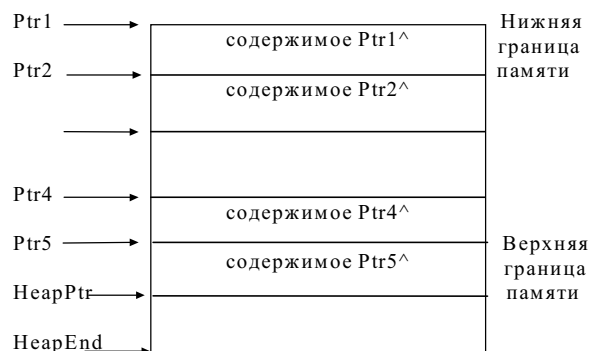 Ptr1
содержимое Ptr1^
Нижняя
граница
памяти
Ptr2
содержимое Ptr2^
Ptr4
содержимое Ptr4^
Ptr5
содержимое Ptr5^
Верхняя
граница
памяти
HeapPtr
HeapEnd